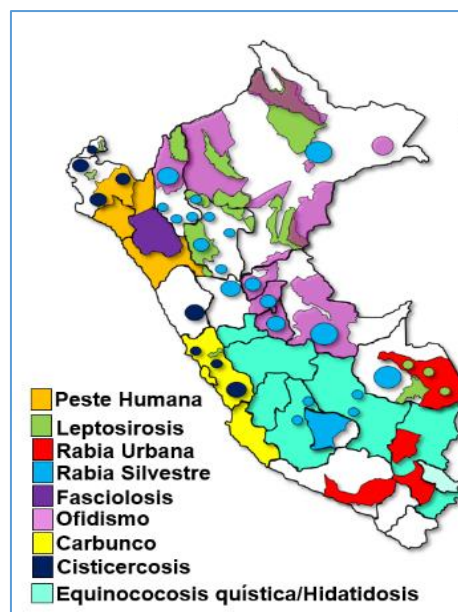 Peste Humana
Leptosirosis
Rabia Urbana
Rabia Silvestre
Fasciolosis
Ofidismo
Carbunco
Cisticercosis
Equinococosis quística/Hidatidosis